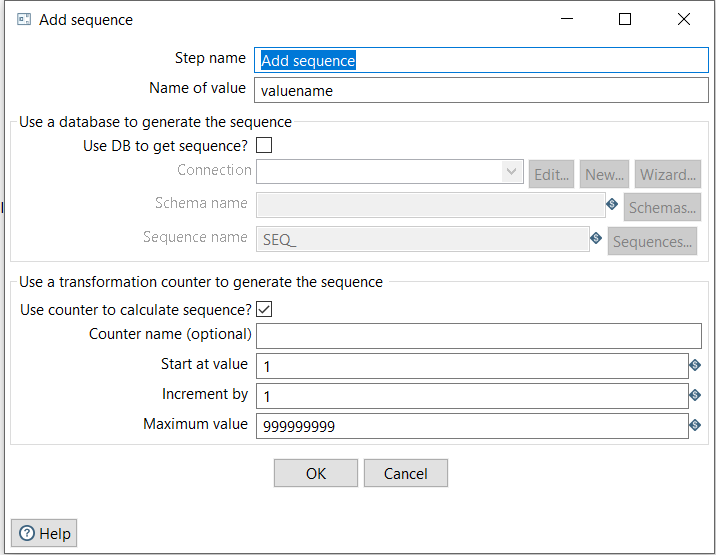 Add sequence
Step name Add sequence
Name of value valuename
Use a database to generate the sequence
Use DB to get sequence?
Connection Edit... New... Wizard...
Schema name Schemas...
Sequence name SEQ_ Sequences...
Use a transformation counter to generate the sequence
Use counter to calculate sequence?
Counter name (optional)
Start at value 1
Increment by 1
Maximum value 999999999
OK Cancel
? Help